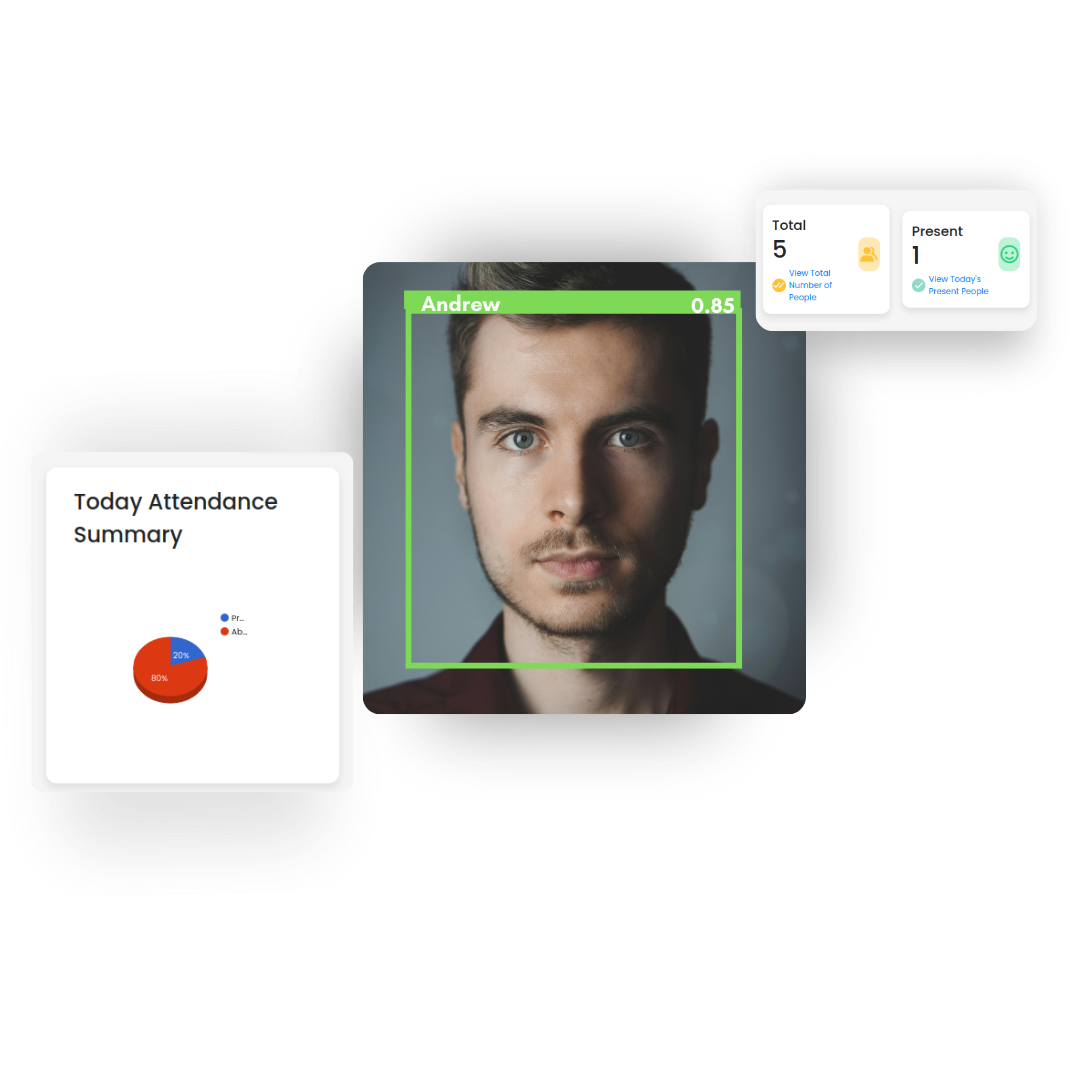 Total
5
View Total
Number of
People
Present
1
View Today's
Present People
Andrew 0.85
Today Attendance
Summary
Pr...
Ab...
20%
80%